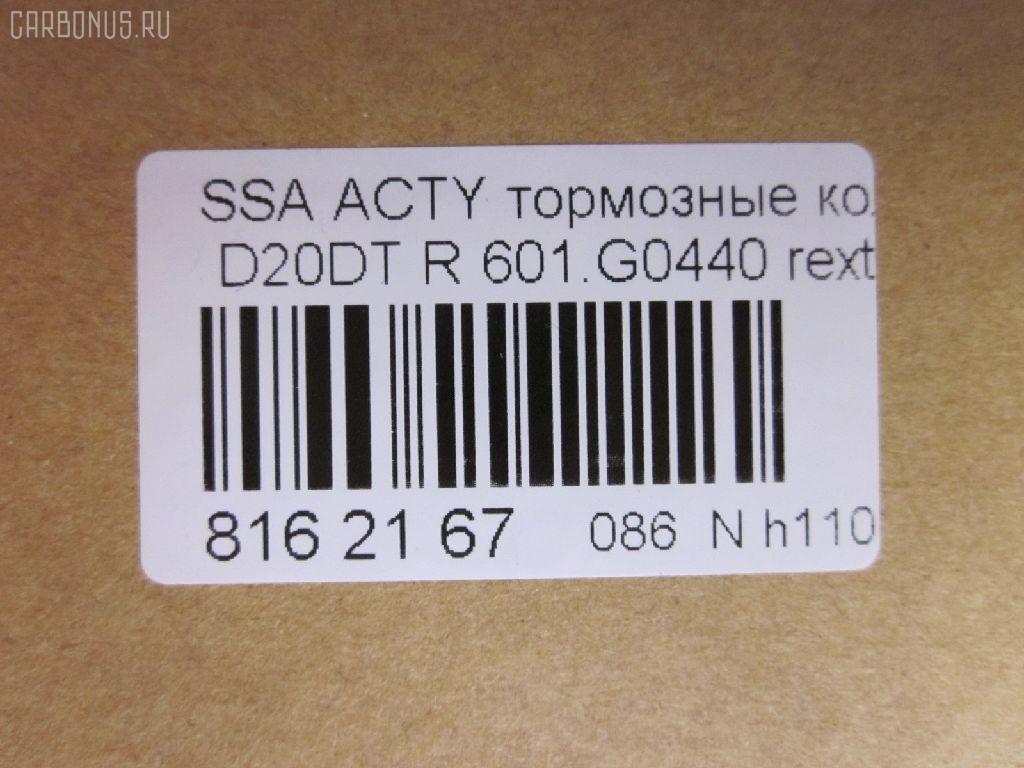 CARBONUS.RU
SSA ACTY тормозные ко
D20DT R 601.G0440 rext
816 21 67 086 N h110